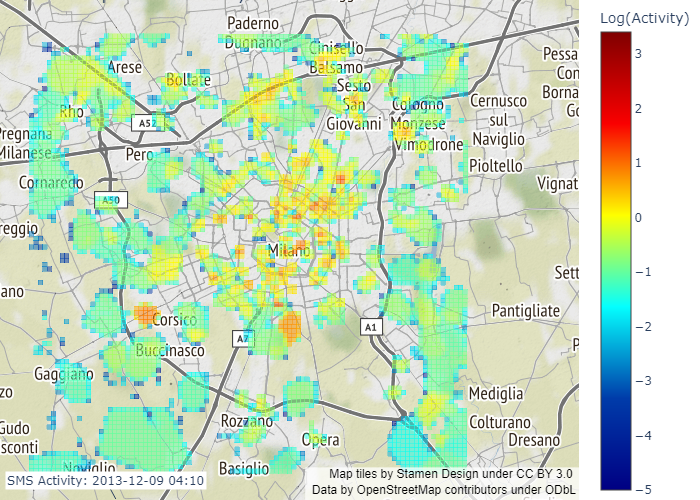 Log(Activity)
Paderno
Dugnano
Cinisello
Balsamo
Arese
Bollate
Sesto
San
Giovanni
Rho
A52
Cologno
Monzese
Cernusco
sul
Naviglio
Vimodrone
Pioltello
Pero
Cornaredo
Pregnana
Milanese
A50
Vignat
reggio
Milano
Sett
ano
Corsico
Pantigliate
A7
A1
Buccinasco
Gaggiano
Mediglia
Colturano
Dresano
Rozzano
Opera
Basiglio
Noviglio
Gudo
sconti
zzo
Pessa
Con
Borna
Go
P
3
2
1
0
−1
−2
−3
−4
−5
SMS Activity: 2013-12-09 04:10
Map tiles by Stamen Design under CC BY 3.0
Data by OpenStreetMap contributors under ODbL